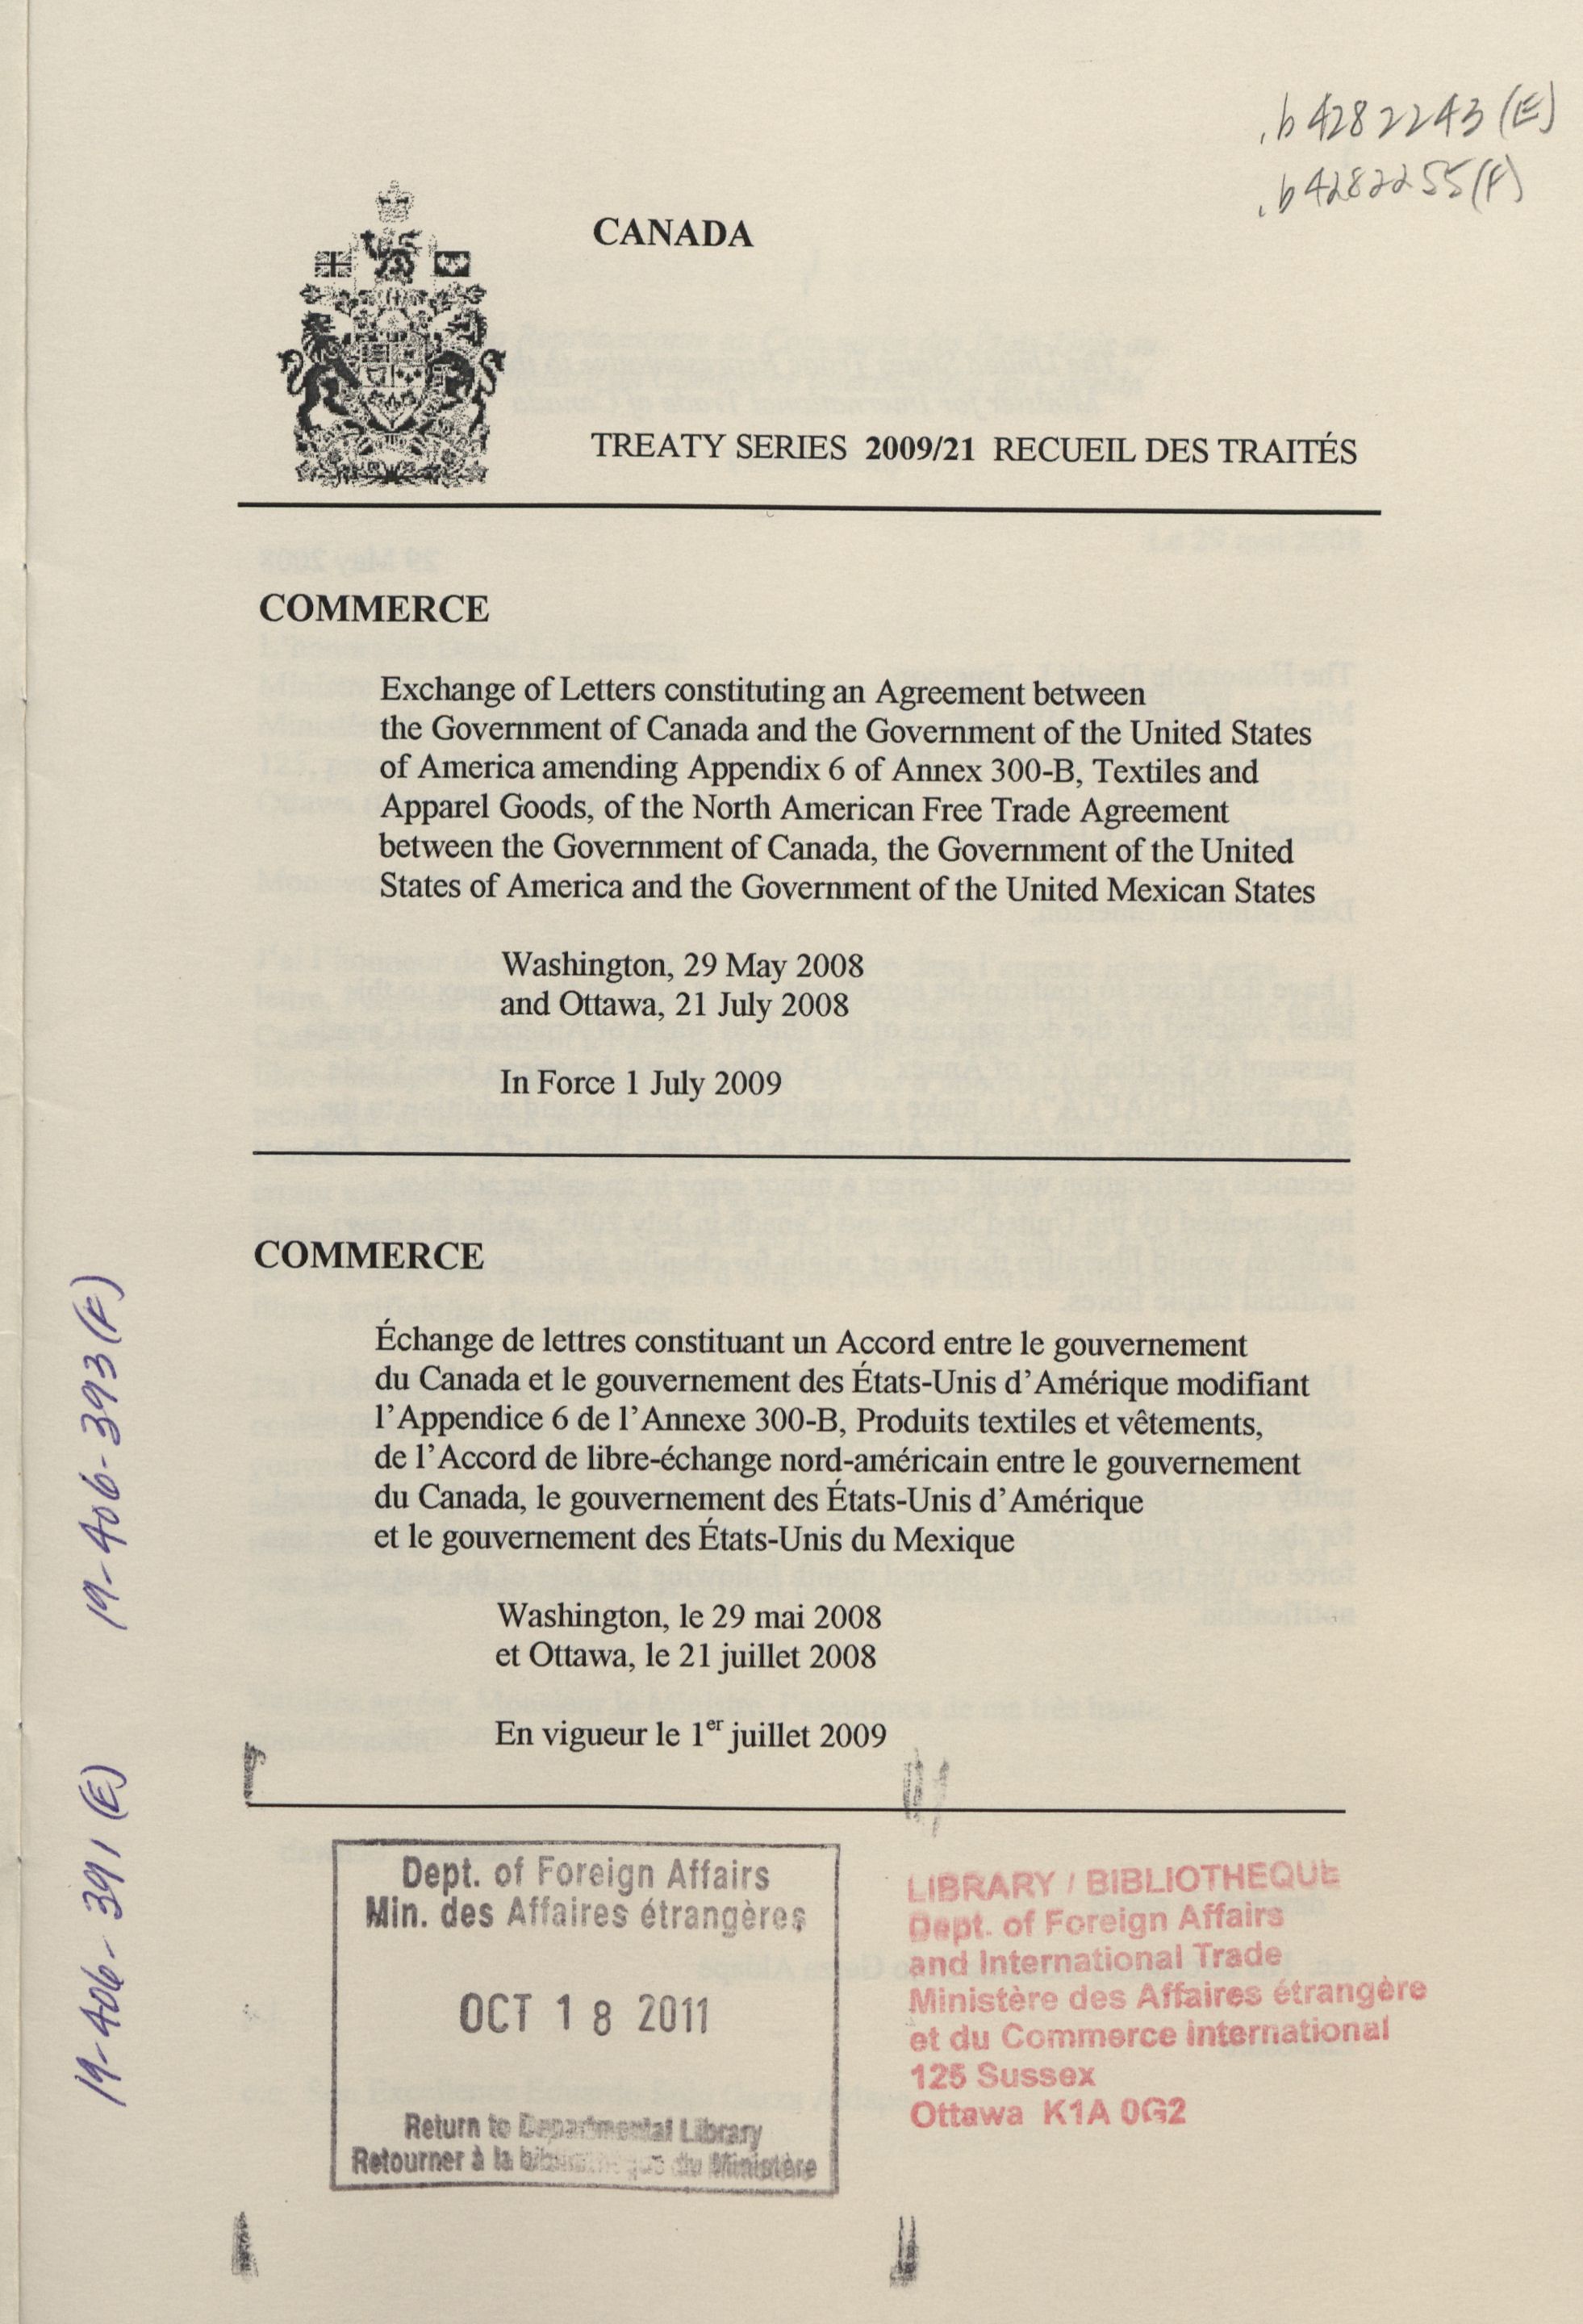 .b4282243(E)
.b4282255(F)
CANADA
TREATY SERIES 2009/21 RECUEIL DES TRAITÉS
COMMERCE
Exchange of Letters constituting an Agreement between
the Government of Canada and the Government of the United States
of America amending Appendix 6 of Annex 300-B, Textiles and
Apparel Goods, of the North American Free Trade Agreement
between the Government of Canada, the Government of the United
States of America and the Government of the United Mexican States
Washington, 29 May 2008
and Ottawa, 21 July 2008
In Force 1 July 2009
COMMERCE
Échange de lettres constituant un Accord entre le gouvernement
du Canada et le gouvernement des États-Unis d'Amérique modifiant
l'Appendice 6 de l'Annexe 300-B, Produits textiles et vêtements,
de l'Accord de libre-échange nord-américain entre le gouvernement
du Canada, le gouvernement des États-Unis d'Amérique
et le gouvernement des États-Unis du Mexique
Washington, le 29 mai 2008
et Ottawa, le 21 juillet 2008
En vigueur le 1er juillet 2009
19-406-393(F)
19-406-391(E)
Dept. of Foreign Affairs
Min. des Affaires étrangères
OCT 18 2011
Return to Departmental Library
Retourner à la bibliothèque du Ministère
LIBRARY / BIBLIOTHEQUE
Dept. of Foreign Affairs
and International Trade
Ministère des Affaires étrangère
et du Commerce international
125 Sussex
Ottawa K1A 0G2